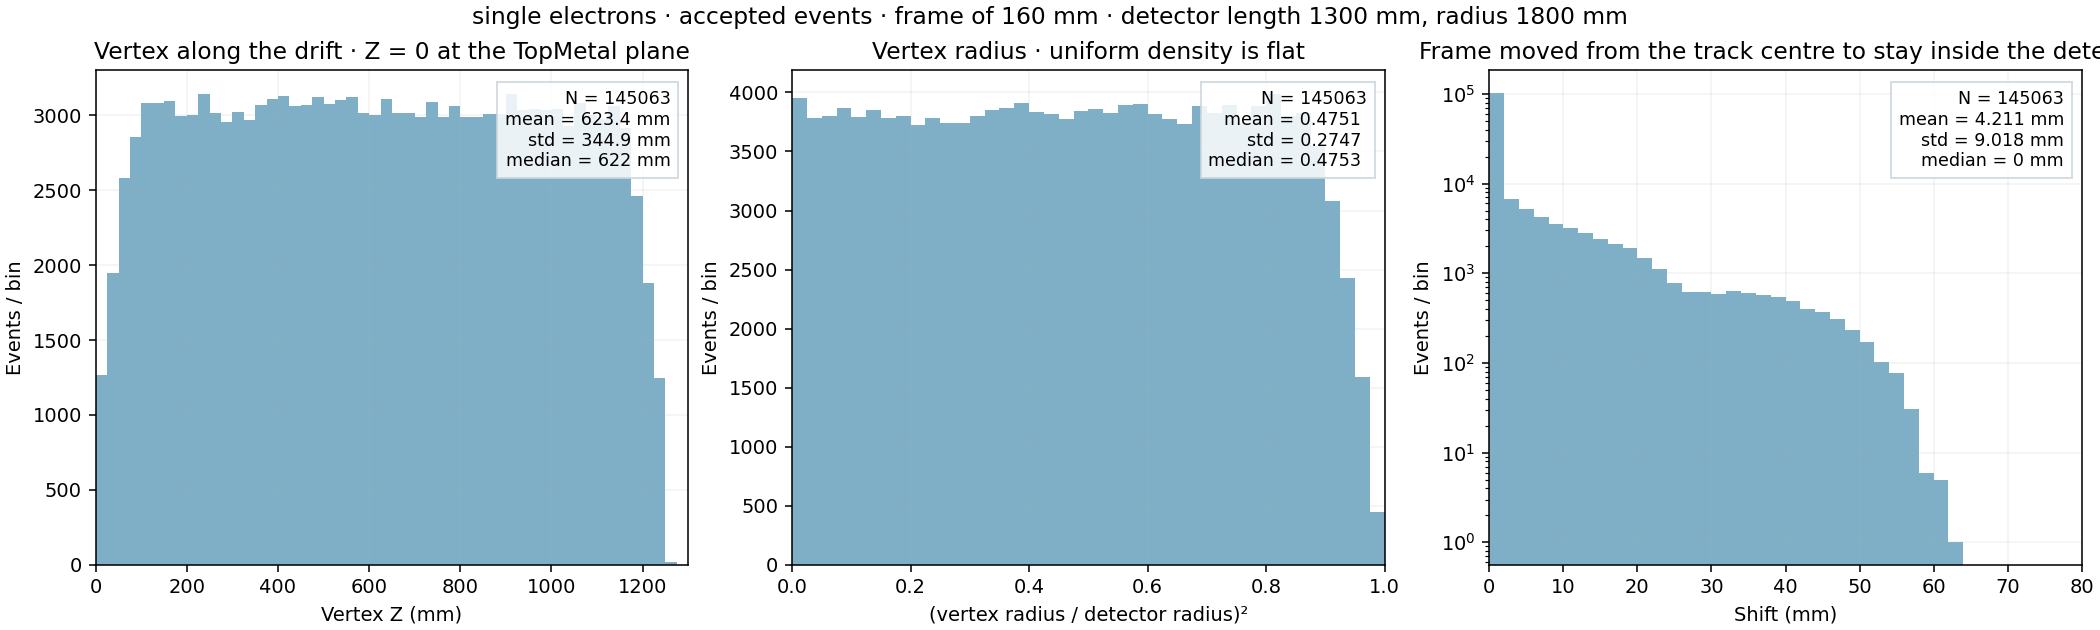 single electrons · accepted events · frame of 160 mm · detector length 1300 mm, radius 1800 mm
Vertex along the drift · Z = 0 at the TopMetal plane
N = 145063
mean = 623.4 mm
std = 344.9 mm
median = 622 mm
Events / bin
3000
2500
2000
1500
1000
500
0
0 200 400 600 800 1000 1200
Vertex Z (mm)
Vertex radius · uniform density is flat
N = 145063
mean = 0.4751
std = 0.2747
median = 0.4753
Events / bin
4000
3500
3000
2500
2000
1500
1000
500
0
0.0 0.2 0.4 0.6 0.8 1.0
(vertex radius / detector radius)²
Frame moved from the track centre to stay inside the dete
N = 145063
mean = 4.211 mm
std = 9.018 mm
median = 0 mm
Events / bin
10⁵
10⁴
10³
10²
10¹
10⁰
0 10 20 30 40 50 60 70 80
Shift (mm)